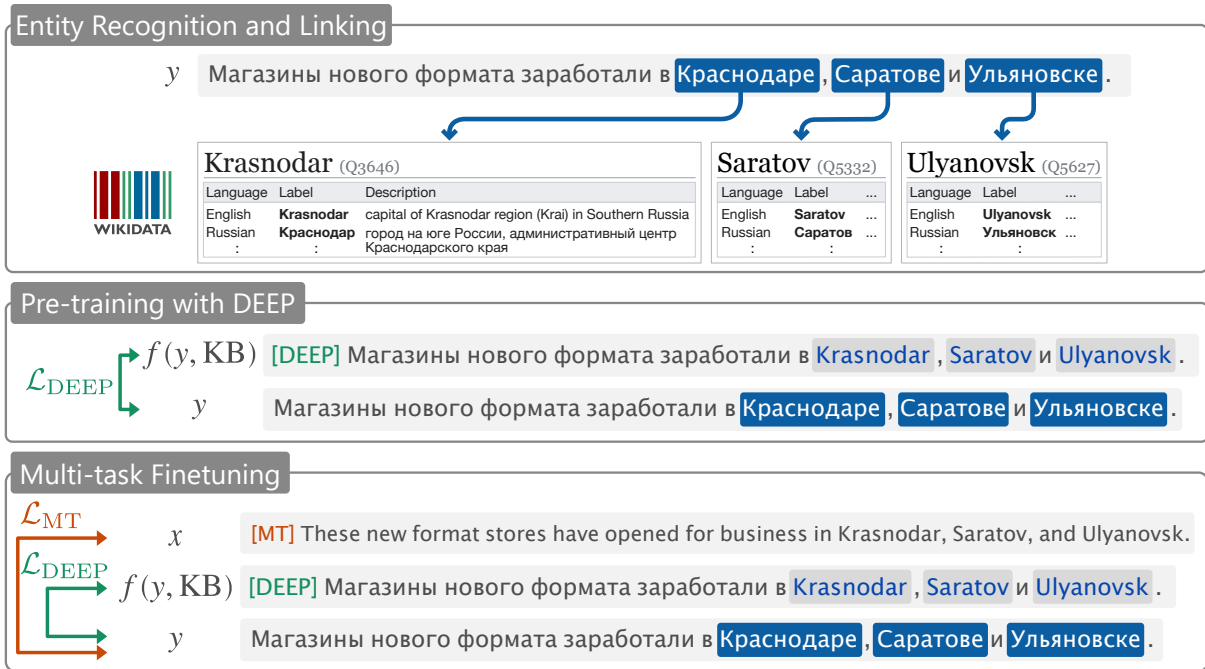 Entity Recognition and Linking
y Магазины нового формата заработали в Краснодаре , Саратове и Ульяновске .
WIKIDATA
Krasnodar (Q3646)
Language Label Description
English Krasnodar capital of Krasnodar region (Krai) in Southern Russia
Russian Краснодар город на юге России, административный центр
Краснодарского края
: :
Saratov (Q5332)
Language Label ...
English Saratov ...
Russian Саратов ...
: :
Ulyanovsk (Q5627)
Language Label ...
English Ulyanovsk ...
Russian Ульяновск ...
: :
Pre-training with DEEP
ℒDEEP
f(y, KB) [DEEP] Магазины нового формата заработали в Krasnodar , Saratov и Ulyanovsk .
y Магазины нового формата заработали в Краснодаре , Саратове и Ульяновске .
Multi-task Finetuning
ℒMT
x [MT] These new format stores have opened for business in Krasnodar, Saratov, and Ulyanovsk.
ℒDEEP
f(y, KB) [DEEP] Магазины нового формата заработали в Krasnodar , Saratov и Ulyanovsk .
y Магазины нового формата заработали в Краснодаре , Саратове и Ульяновске .